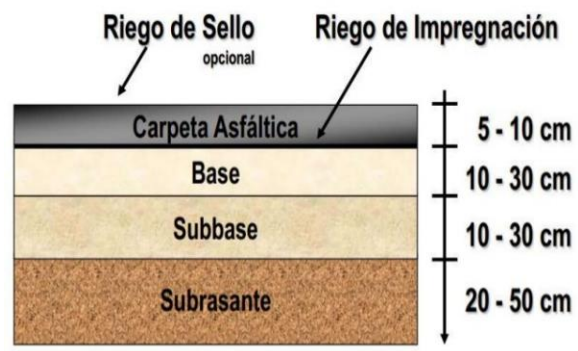 Riego de Sello
opcional
Riego de Impregnación
Carpeta Asfáltica
5 - 10 cm
Base
10 - 30 cm
Subbase
10 - 30 cm
Subrasante
20 - 50 cm